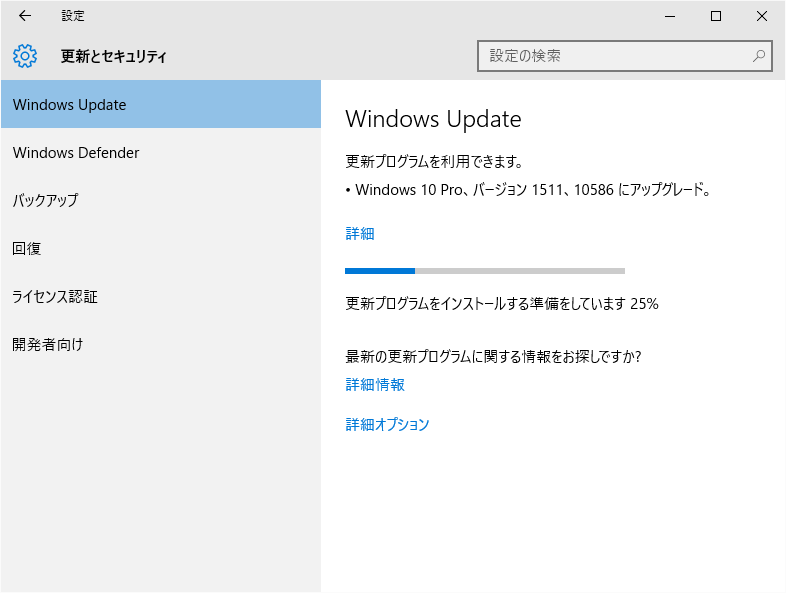 設定
更新とセキュリティ
設定の検索
Windows Update
Windows Defender
バックアップ
回復
ライセンス認証
開発者向け
Windows Update
更新プログラムを利用できます。
• Windows 10 Pro、バージョン 1511、10586 にアップグレード。
詳細
更新プログラムをインストールする準備をしています 25%
最新の更新プログラムに関する情報をお探しですか?
詳細情報
詳細オプション